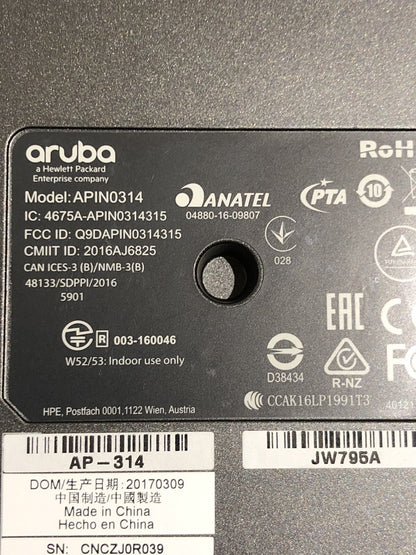 aruba
a Hewlett Packard
Enterprise company
RoH
Model: APIN0314
ANATEL
04880-16-09807
PTA
10
IC: 4675A-APIN0314315
FCC ID: Q9DAPIN0314315
CMIIT ID: 2016AJ6825
CAN ICES-3 (B)/NMB-3(B)
48133/SDPPI/2016
5901
028
R 003-160046
W52/53: Indoor use only
EAC
D38434
R-NZ
FC
CCAK16LP1991T3
HPE, Postfach 0001,1122 Wien, Austria
AP-314
JW795A
DOM/生产日期: 20170309
中国制造/中國製造
Made in China
Hecho en China
SN: CNCZJ0R039